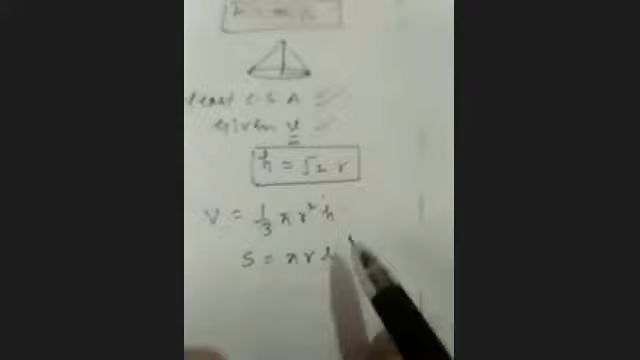 least C.S.A
Given V
h = √2 r
V = 1/3 π r² h
S = π r l